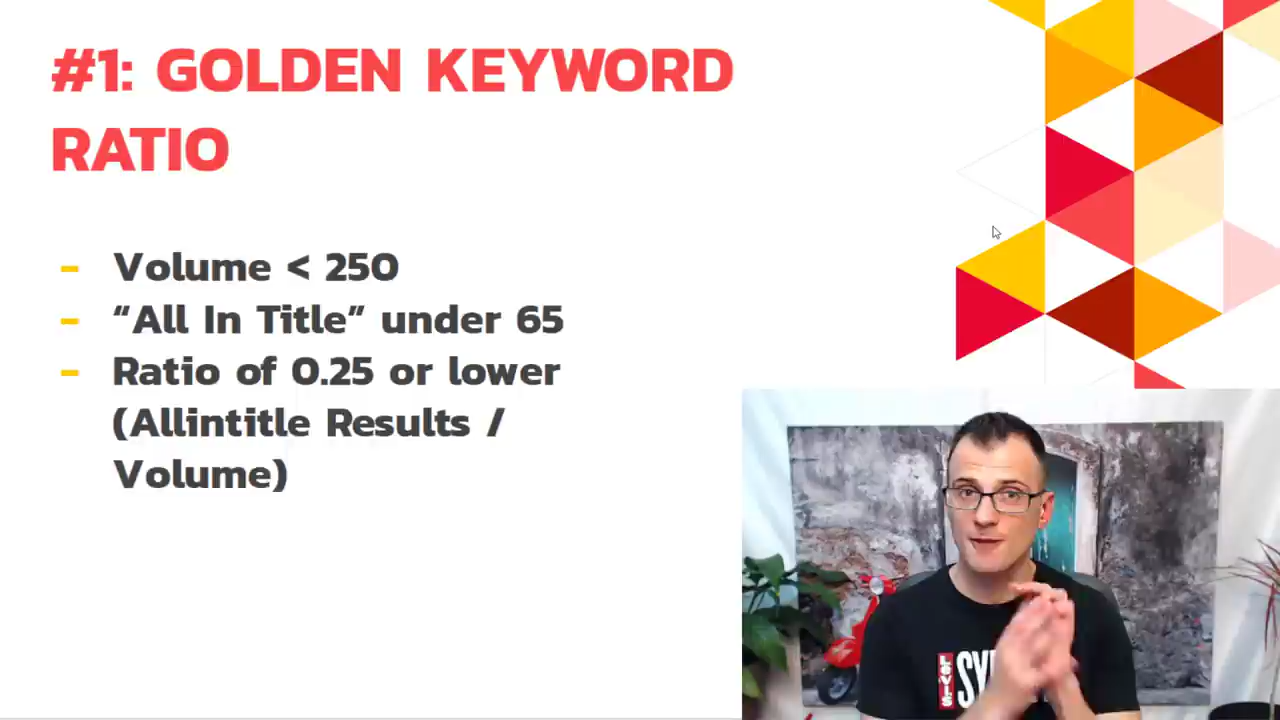 #1: GOLDEN KEYWORD
RATIO
- Volume < 250
- “All In Title” under 65
- Ratio of 0.25 or lower
(Allintitle Results /
Volume)
LEVIS